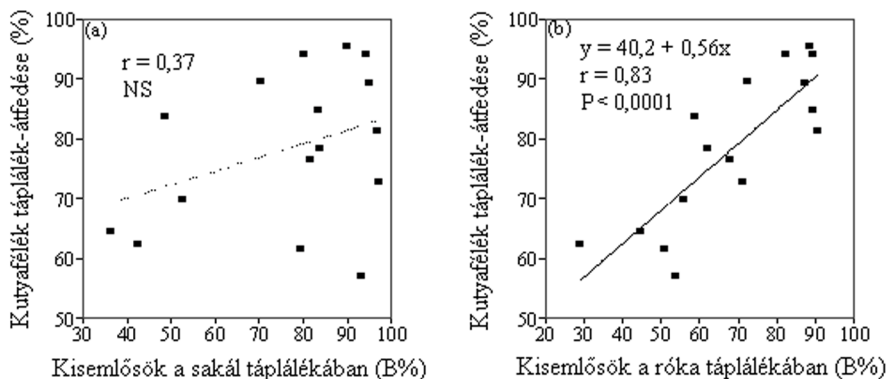 (a)
r = 0,37
NS
Kutyafélék táplálék-átfedése (%)
100
90
80
70
60
50
30 40 50 60 70 80 90 100
Kisemlősök a sakál táplálékában (B%)
(b)
y = 40,2 + 0,56x
r = 0,83
P< 0,0001
Kutyafélék táplálék-átfedése (%)
100
90
80
70
60
50
20 30 40 50 60 70 80 90 100
Kisemlősök a róka táplálékában (B%)